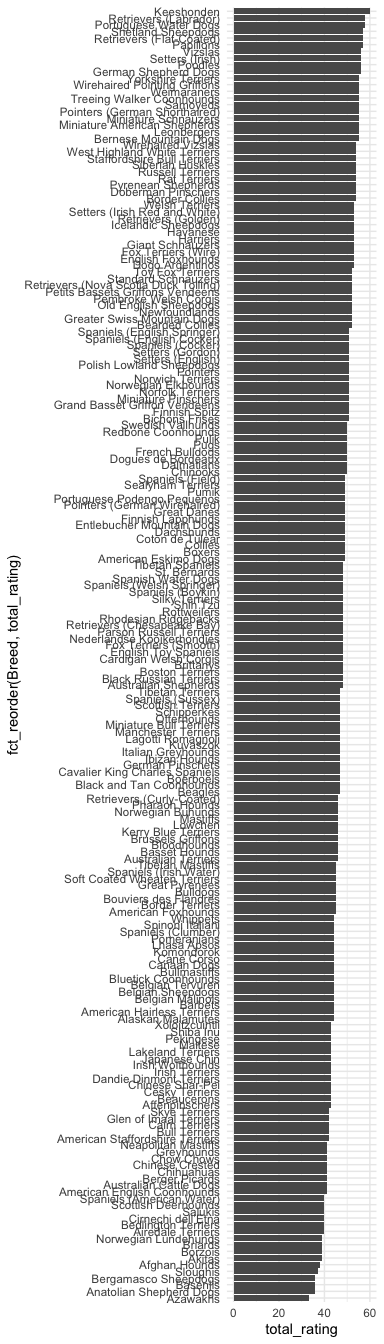 Keeshonden
Retrievers (Labrador)
Portuguese Water Dogs
Shetland Sheepdogs
Retrievers (Flat-Coated)
Papillons
Vizslas
Setters (Irish)
Poodles
German Shepherd Dogs
Yorkshire Terriers
Wirehaired Pointing Griffons
Weimaraners
Treeing Walker Coonhounds
Samoyeds
Pointers (German Shorthaired)
Miniature Schnauzers
Miniature American Shepherds
Leonbergers
Bernese Mountain Dogs
Wirehaired Vizslas
West Highland White Terriers
Staffordshire Bull Terriers
Siberian Huskies
Russell Terriers
Rat Terriers
Pyrenean Shepherds
Doberman Pinschers
Border Collies
Welsh Terriers
Setters (Irish Red and White)
Retrievers (Golden)
Icelandic Sheepdogs
Havanese
Harriers
Giant Schnauzers
Fox Terriers (Wire)
English Foxhounds
Dogo Argentinos
Toy Fox Terriers
Standard Schnauzers
Retrievers (Nova Scotia Duck Tolling)
Petits Bassets Griffons Vendeens
Pembroke Welsh Corgis
Old English Sheepdogs
Newfoundlands
Greater Swiss Mountain Dogs
Bearded Collies
Spaniels (English Springer)
Spaniels (English Cocker)
Spaniels (Cocker)
Setters (Gordon)
Setters (English)
Polish Lowland Sheepdogs
Pointers
Norwich Terriers
Norwegian Elkhounds
Norfolk Terriers
Miniature Pinschers
Grand Basset Griffon Vendeens
Finnish Spitz
Bichons Frises
Swedish Vallhunds
Redbone Coonhounds
Pulik
Pugs
French Bulldogs
Dogues de Bordeaux
Dalmatians
Chinooks
Spaniels (Field)
Sealyham Terriers
Pumik
Portuguese Podengo Pequenos
Pointers (German Wirehaired)
Great Danes
Finnish Lapphunds
Entlebucher Mountain Dogs
Dachshunds
Coton de Tulear
Collies
Boxers
American Eskimo Dogs
Tibetan Spaniels
St. Bernards
Spanish Water Dogs
Spaniels (Welsh Springer)
Spaniels (Boykin)
Silky Terriers
Shih Tzu
Rottweilers
Rhodesian Ridgebacks
Retrievers (Chesapeake Bay)
Parson Russell Terriers
Nederlandse Kooikerhondjes
Fox Terriers (Smooth)
English Toy Spaniels
Cardigan Welsh Corgis
Brittanys
Boston Terriers
Black Russian Terriers
Australian Shepherds
Tibetan Terriers
Spaniels (Sussex)
Scottish Terriers
Schipperkes
Otterhounds
Miniature Bull Terriers
Manchester Terriers
Lagotti Romagnoli
Kuvaszok
Italian Greyhounds
Ibizan Hounds
German Pinschers
Cavalier King Charles Spaniels
Boerboels
Black and Tan Coonhounds
Beagles
Retrievers (Curly-Coated)
Pharaoh Hounds
Norwegian Buhunds
Mastiffs
Lowchen
Kerry Blue Terriers
Brussels Griffons
Bloodhounds
Basset Hounds
Australian Terriers
Tibetan Mastiffs
Spaniels (Irish Water)
Soft Coated Wheaten Terriers
Great Pyrenees
Bulldogs
Bouviers des Flandres
Border Terriers
American Foxhounds
Whippets
Spinoni Italiani
Spaniels (Clumber)
Pomeranians
Lhasa Apsos
Komondorok
Cane Corso
Canaan Dogs
Bullmastiffs
Bluetick Coonhounds
Belgian Tervuren
Belgian Sheepdogs
Belgian Malinois
Barbets
American Hairless Terriers
Alaskan Malamutes
Xoloitzcuintli
Shiba Inu
Pekingese
Maltese
Lakeland Terriers
Japanese Chin
Irish Wolfhounds
Irish Terriers
Dandie Dinmont Terriers
Chinese Shar-Pei
Cesky Terriers
Beaucerons
Affenpinschers
Skye Terriers
Glen of Imaal Terriers
Cairn Terriers
Bull Terriers
American Staffordshire Terriers
Neapolitan Mastiffs
Greyhounds
Chow Chows
Chinese Crested
Chihuahuas
Berger Picards
Australian Cattle Dogs
American English Coonhounds
Spaniels (American Water)
Scottish Deerhounds
Salukis
Cirnechi dell'Etna
Bedlington Terriers
Airedale Terriers
Norwegian Lundehunds
Briards
Borzois
Akitas
Afghan Hounds
Sloughis
Bergamasco Sheepdogs
Basenjis
Anatolian Shepherd Dogs
Azawakhs
0 20 40 60
total_rating
fct_reorder(Breed, total_rating)